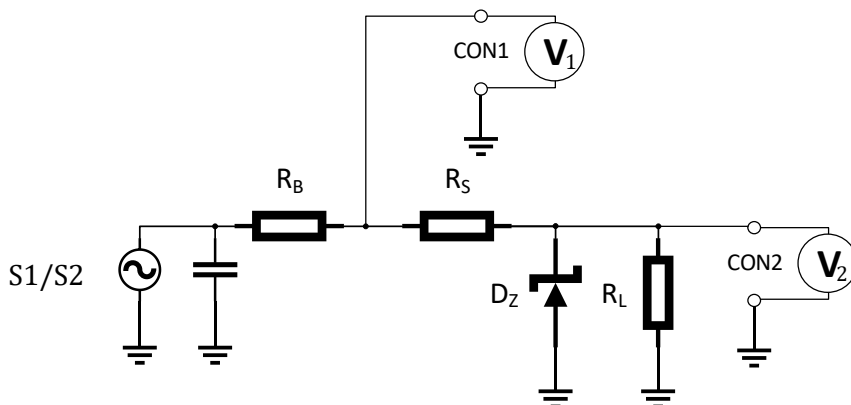 CON1
V1
RB
RS
S1/S2
CON2
V2
DZ
RL